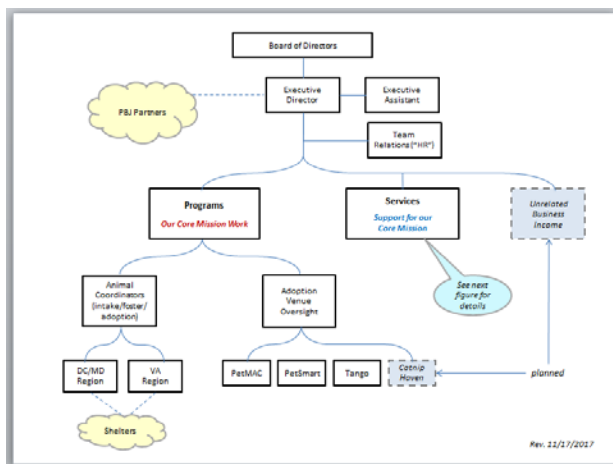 Board of Directors
Executive
Director
Executive
Assistant
PBJ Partners
Team
Relations("HR")
Programs
Our Core Mission Work
Services
Support for our
Core Mission
Unrelated
Business
Income
See next
figure for
details
Animal
Coordinators
(intake/foster/
adoption)
Adoption
Venue
Oversight
DC/MD
Region
VA
Region
PetMAC
PetSmart
Tango
Catnip
Haven
planned
Shelters
Rev. 11/17/2017